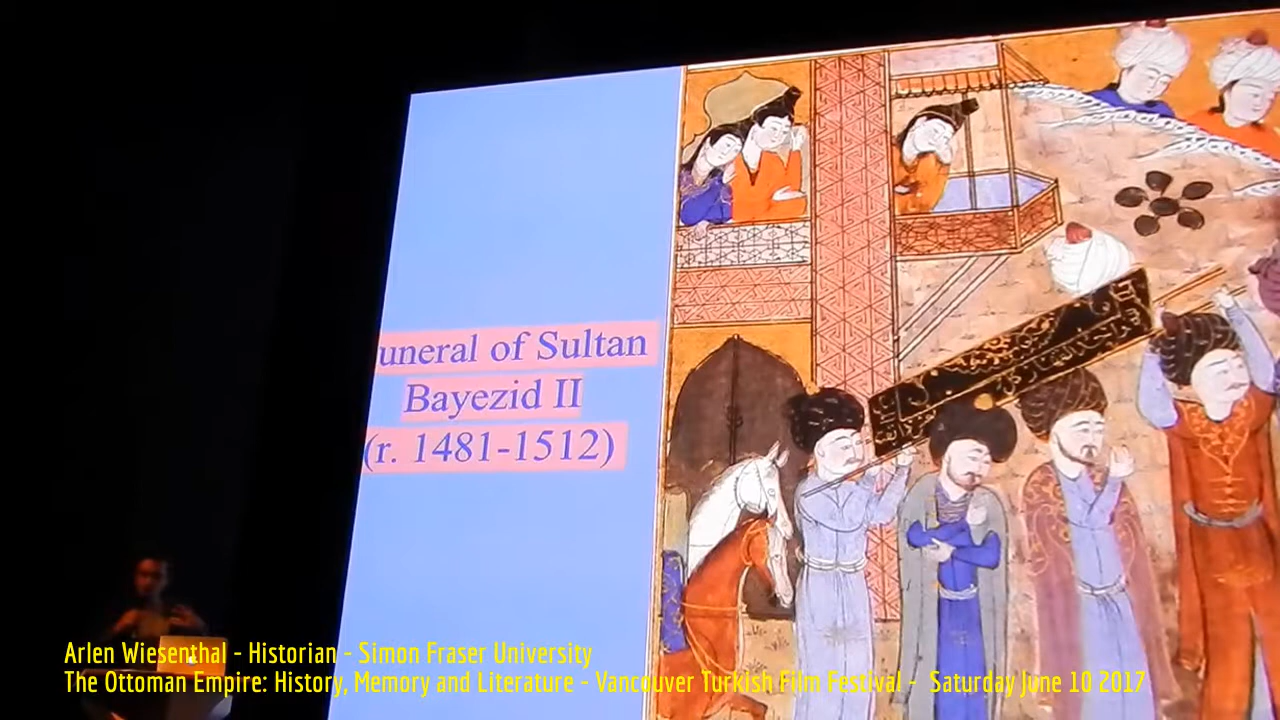 uneral of Sultan
Bayezid II
(r. 1481-1512)
Arlen Wiesenthal - Historian - Simon Fraser University
The Ottoman Empire: History, Memory and Literature - Vancouver Turkish Film Festival - Saturday June 10 2017